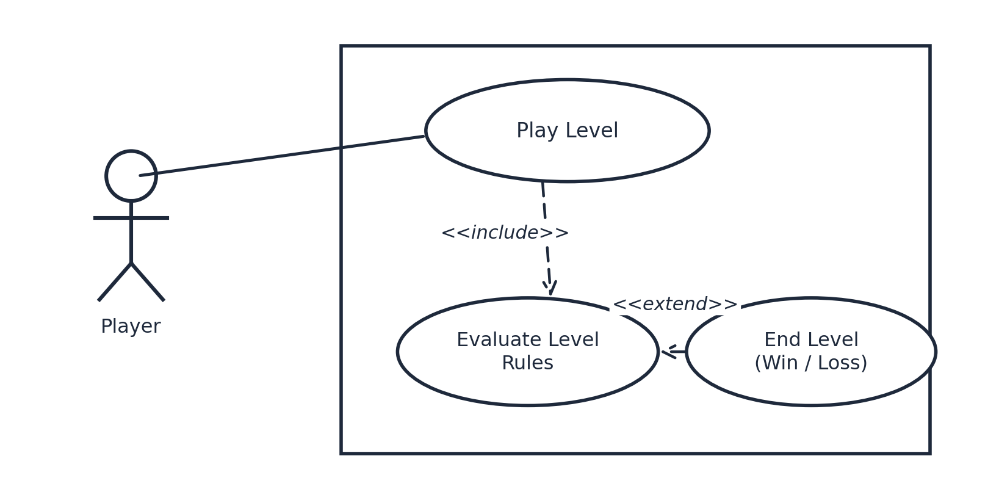 Play Level
<<include>>
<<extend>>
Evaluate Level
Rules
End Level
(Win / Loss)
Player